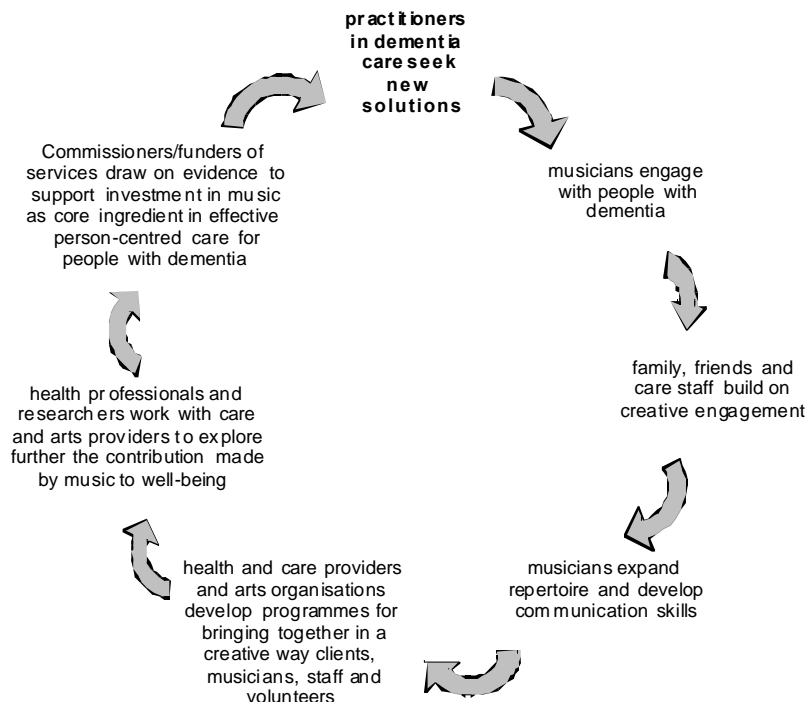 practitioners
in dementia
care seek
new
solutions
musicians engage
with people with
dementia
family, friends and
care staff build on
creative engagement
musicians expand
repertoire and develop
communication skills
health and care providers
and arts organisations
develop programmes for
bringing together in a
creative way clients,
musicians, staff and
volunteers
health professionals and
researchers work with care
and arts providers to explore
further the contribution made
by music to well-being
Commissioners/funders of
services draw on evidence to
support investment in music
as core ingredient in effective
person-centred care for
people with dementia